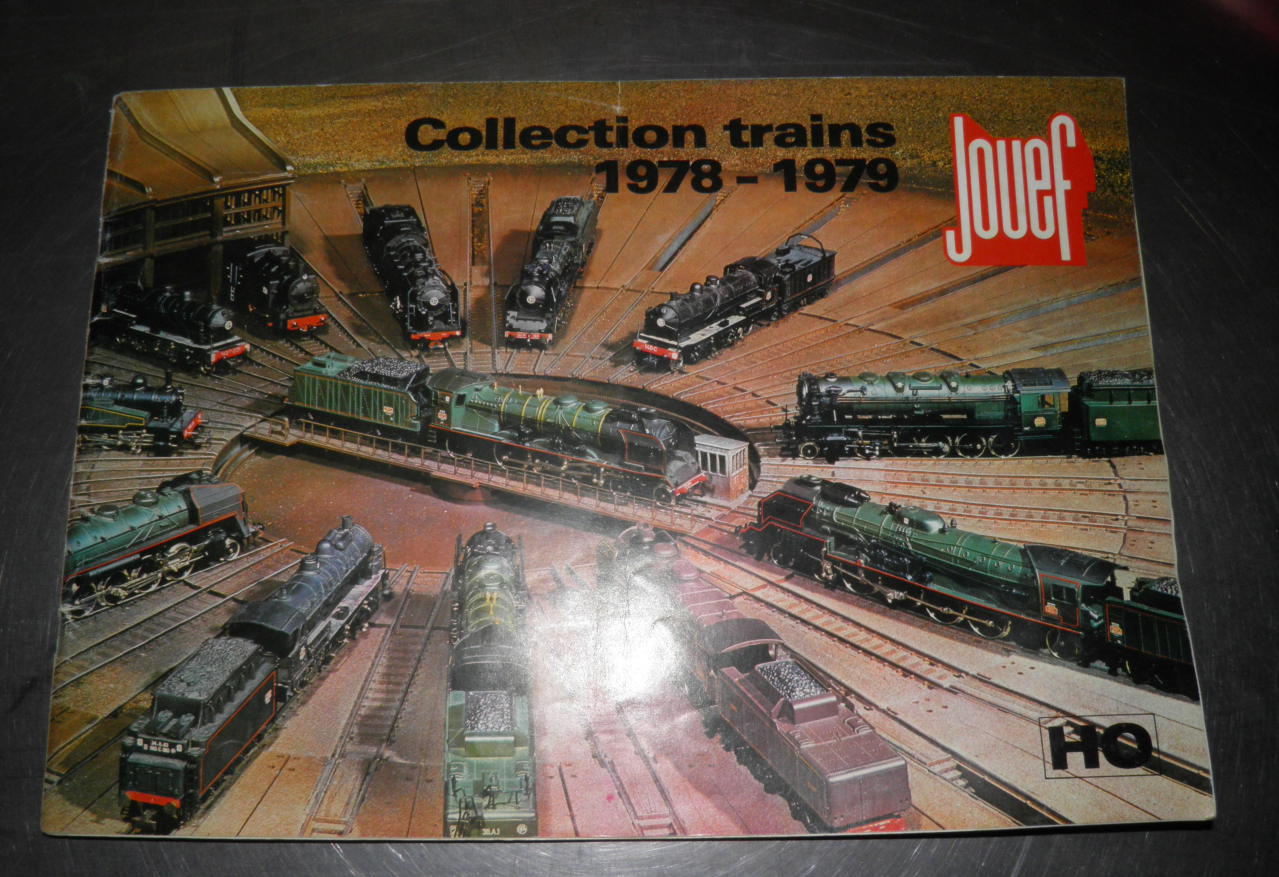 Collection trains
1978 - 1979
Jouef
HO